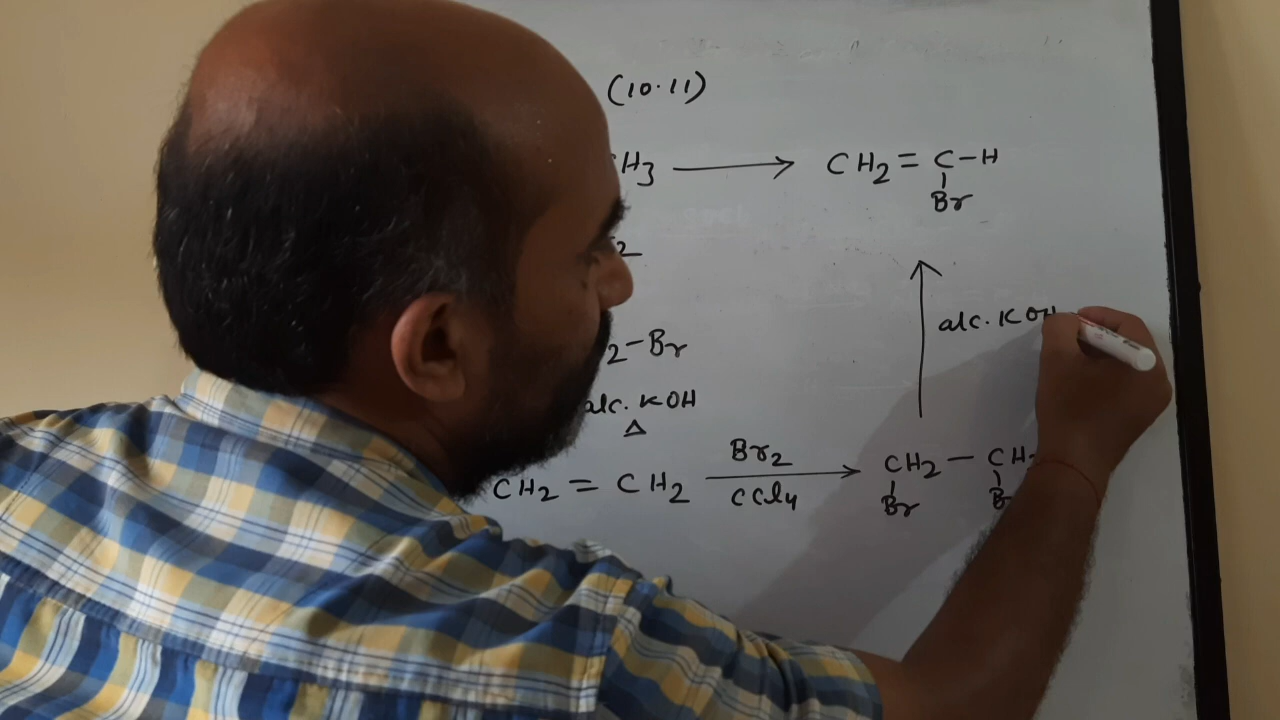 (10.11)
H3 ⟶ CH2 = C-H
Br
2
2-Br
alc. KOH
alc. KOH
Δ
CH2 = CH2 Br2 ⟶ CCl4 CH2 - CH
Br